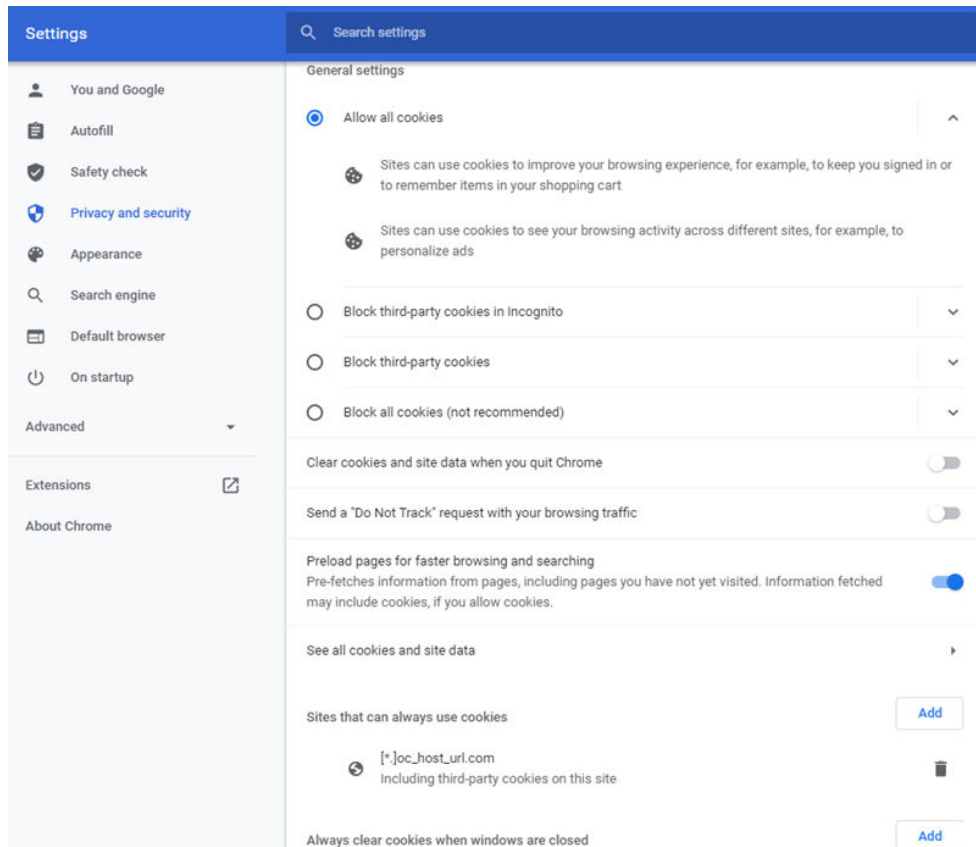 Settings
Search settings
You and Google
Autofill
Safety check
Privacy and security
Appearance
Search engine
Default browser
On startup
Advanced
Extensions
About Chrome
General settings
Allow all cookies
Sites can use cookies to improve your browsing experience, for example, to keep you signed in or
to remember items in your shopping cart
Sites can use cookies to see your browsing activity across different sites, for example, to
personalize ads
Block third-party cookies in Incognito
Block third-party cookies
Block all cookies (not recommended)
Clear cookies and site data when you quit Chrome
Send a "Do Not Track" request with your browsing traffic
Preload pages for faster browsing and searching
Pre-fetches information from pages, including pages you have not yet visited. Information fetched
may include cookies, if you allow cookies.
See all cookies and site data
Sites that can always use cookies
Add
[*.]oc_host_url.com
Including third-party cookies on this site
Always clear cookies when windows are closed
Add